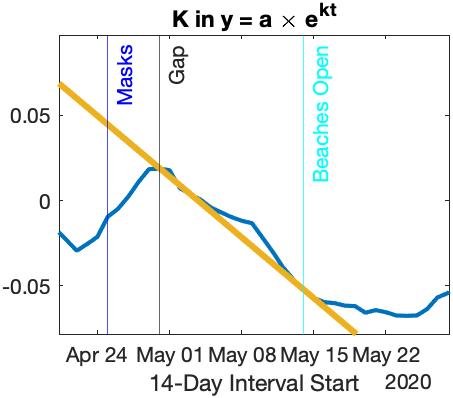 K in y = a × e^kt
Masks
Gap
Beaches Open
0.05
0
-0.05
Apr 24 May 01 May 08 May 15 May 22
14-Day Interval Start 2020